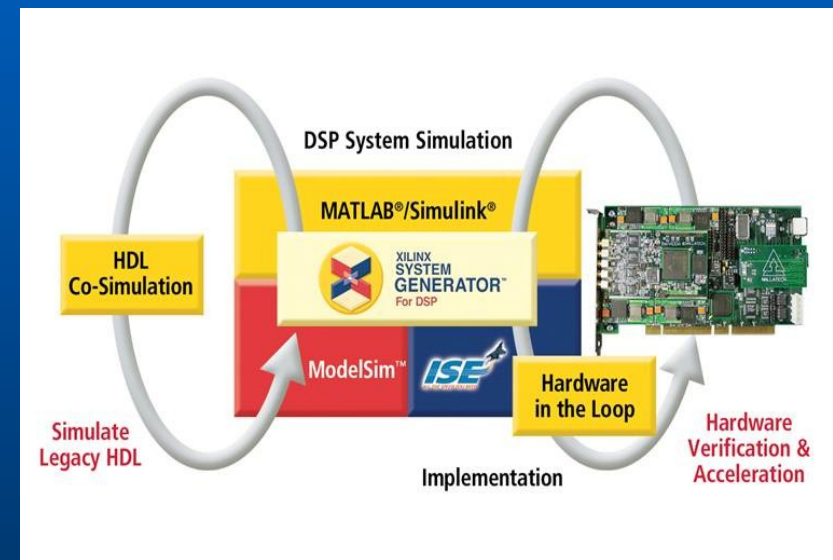 DSP System Simulation
MATLAB®/Simulink®
HDL
Co-Simulation
XILINX
SYSTEM
GENERATOR™
For DSP
ModelSim™
ISE
Hardware
in the Loop
Simulate
Legacy HDL
Implementation
Hardware
Verification &
Acceleration
NALLATECH